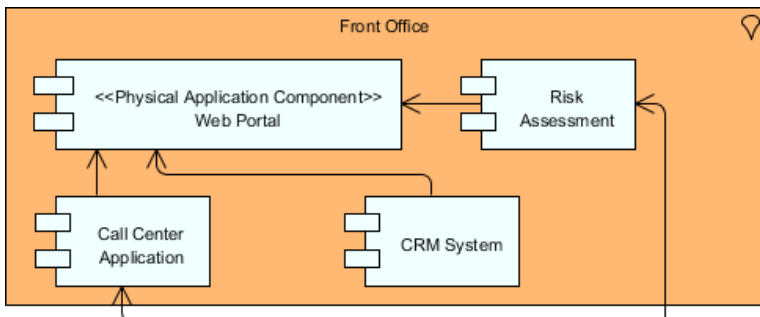 Front Office
<<Physical Application Component>>
Web Portal
Risk
Assessment
Call Center
Application
CRM System